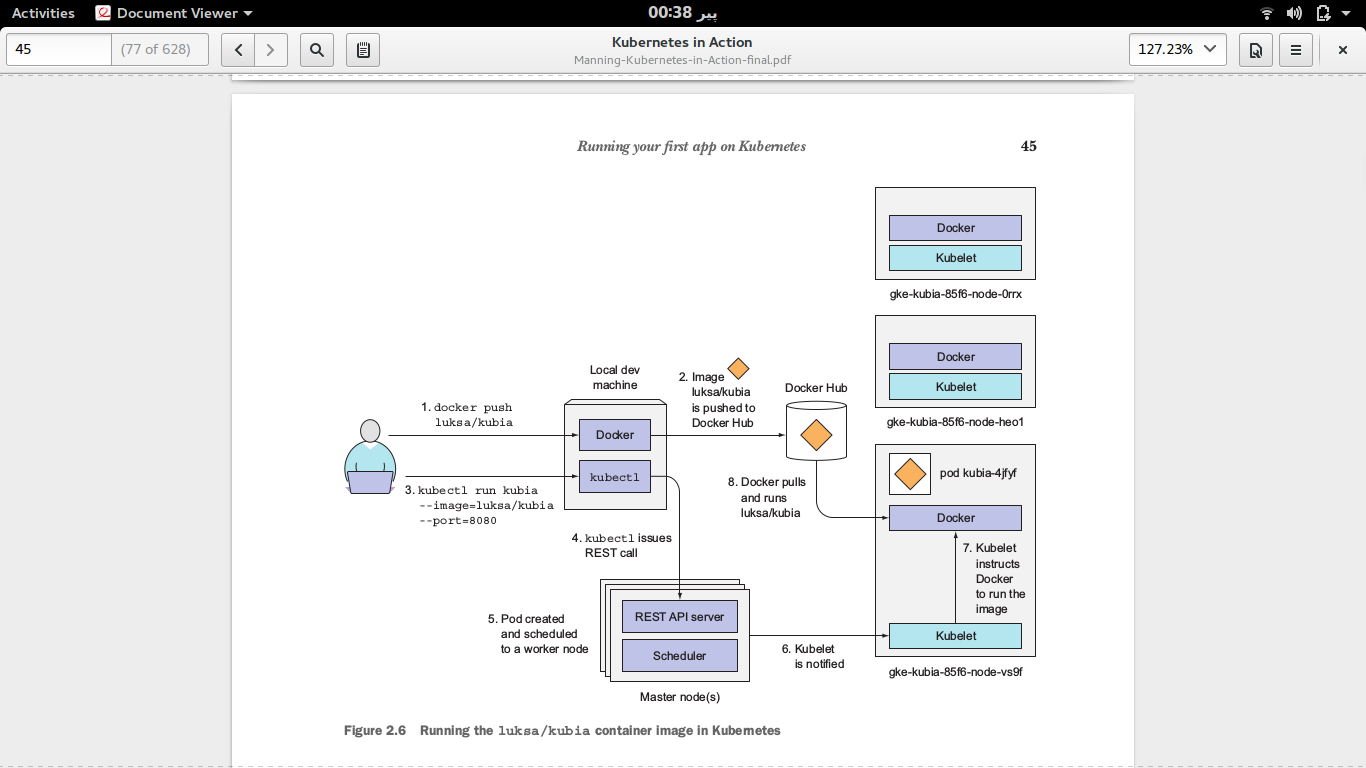 Activities
Document Viewer
00:38 پیر
45
(77 of 628)
Kubernetes in Action
Manning-Kubernetes-in-Action-final.pdf
127.23%
Running your first app on Kubernetes
45
Docker
Kubelet
gke-kubia-85f6-node-0rrx
Docker
Kubelet
gke-kubia-85f6-node-heo1
Local dev
machine
2. Image
luksa/kubia
is pushed to
Docker Hub
Docker Hub
1. docker push
luksa/kubia
Docker
kubectl
3. kubectl run kubia
--image=luksa/kubia
--port=8080
8. Docker pulls
and runs
luksa/kubia
pod kubia-4jfyf
Docker
7. Kubelet
instructs
Docker
to run the
image
Kubelet
gke-kubia-85f6-node-vs9f
4. kubectl issues
REST call
5. Pod created
and scheduled
to a worker node
REST API server
Scheduler
Master node(s)
6. Kubelet
is notified
Figure 2.6 Running the luksa/kubia container image in Kubernetes